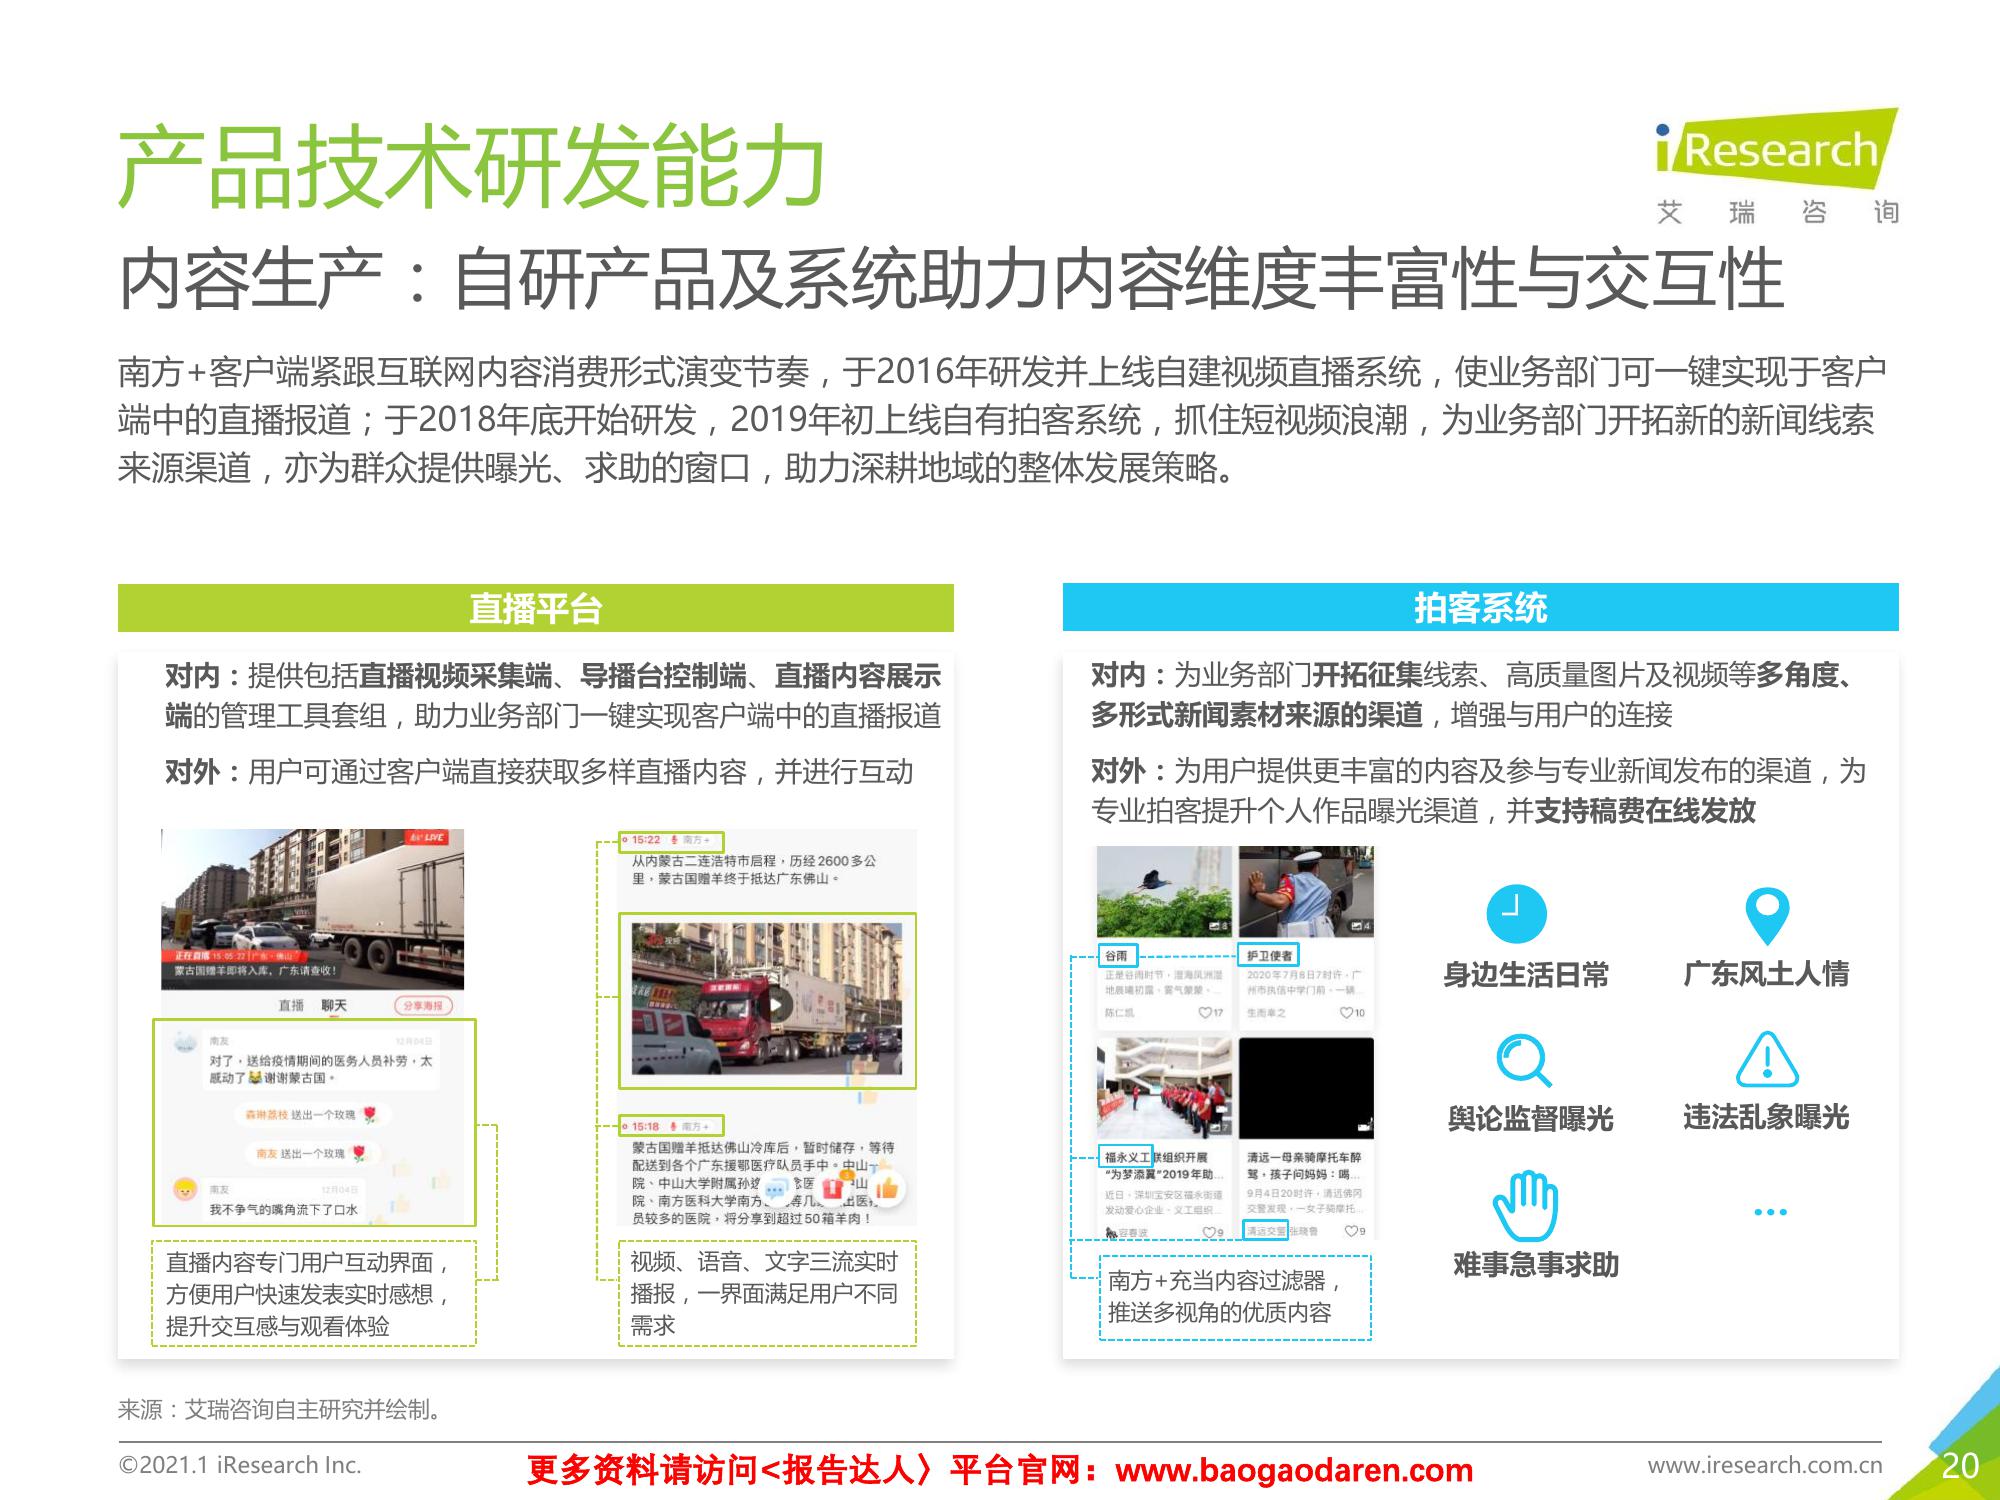 产品技术研发能力
iResearch
艾瑞咨询
内容生产：自研产品及系统助力内容维度丰富性与交互性
南方+客户端紧跟互联网内容消费形式演变节奏，于2016年研发并上线自建视频直播系统，使业务部门可一键实现于客户
端中的直播报道；于2018年底开始研发，2019年初上线自有拍客系统，抓住短视频浪潮，为业务部门开拓新的新闻线索
来源渠道，亦为群众提供曝光、求助的窗口，助力深耕地域的整体发展策略。
直播平台
对内：提供包括直播视频采集端、导播台控制端、直播内容展示
端的管理工具套组，助力业务部门一键实现客户端中的直播报道
对外：用户可通过客户端直接获取多样直播内容，并进行互动
LIVE
正在直播 15:05:22 广东·佛山
蒙古国赠羊即将入库，广东请查收！
直播 聊天 分享海报
南友 12月04日
对了，送给疫情期间的医务人员补劳，太
感动了😹谢谢蒙古国。
森琳荔枝 送出一个玫瑰🌹
南友 送出一个玫瑰🌹
南友 12月04日
我不争气的嘴角流下了口水
直播内容专门用户互动界面，
方便用户快速发表实时感想，
提升交互感与观看体验
15:22 南方+
从内蒙古二连浩特市启程，历经2600多公
里，蒙古国赠羊终于抵达广东佛山。
视频
15:18 南方+
蒙古国赠羊抵达佛山冷库后，暂时储存，等待
配送到各个广东援鄂医疗队员手中。中山
院、中山大学附属孙逸
院、南方医科大学南方
员较多的医院，将分享到超过50箱羊肉！
视频、语音、文字三流实时
播报，一界面满足用户不同
需求
拍客系统
对内：为业务部门开拓征集线索、高质量图片及视频等多角度、
多形式新闻素材来源的渠道，增强与用户的连接
对外：为用户提供更丰富的内容及参与专业新闻发布的渠道，为
专业拍客提升个人作品曝光渠道，并支持稿费在线发放
8
谷雨
正是谷雨时节，澄海凤洲湿
地晨曦初露，雾气蒙蒙，...
陈仁凯 17
4
护卫使者
2020年7月8日7时许，广
州市执信中学门前，一辆...
生而幸之 10
7
福永义工联组织开展
“为梦添翼”2019年助...
近日，深圳宝安区福永街道
发动爱心企业、义工组织...
容春波 9
清远一母亲骑摩托车醉
驾，孩子问妈妈：喝...
9月4日20时许，清远佛冈
交警发现，一女子骑摩托...
清远交警 张晓鲁 9
南方+充当内容过滤器，
推送多视角的优质内容
身边生活日常
广东风土人情
舆论监督曝光
违法乱象曝光
难事急事求助
...
来源：艾瑞咨询自主研究并绘制。
©2021.1 iResearch Inc.
更多资料请访问<报告达人〉平台官网：www.baogaodaren.com
www.iresearch.com.cn
20